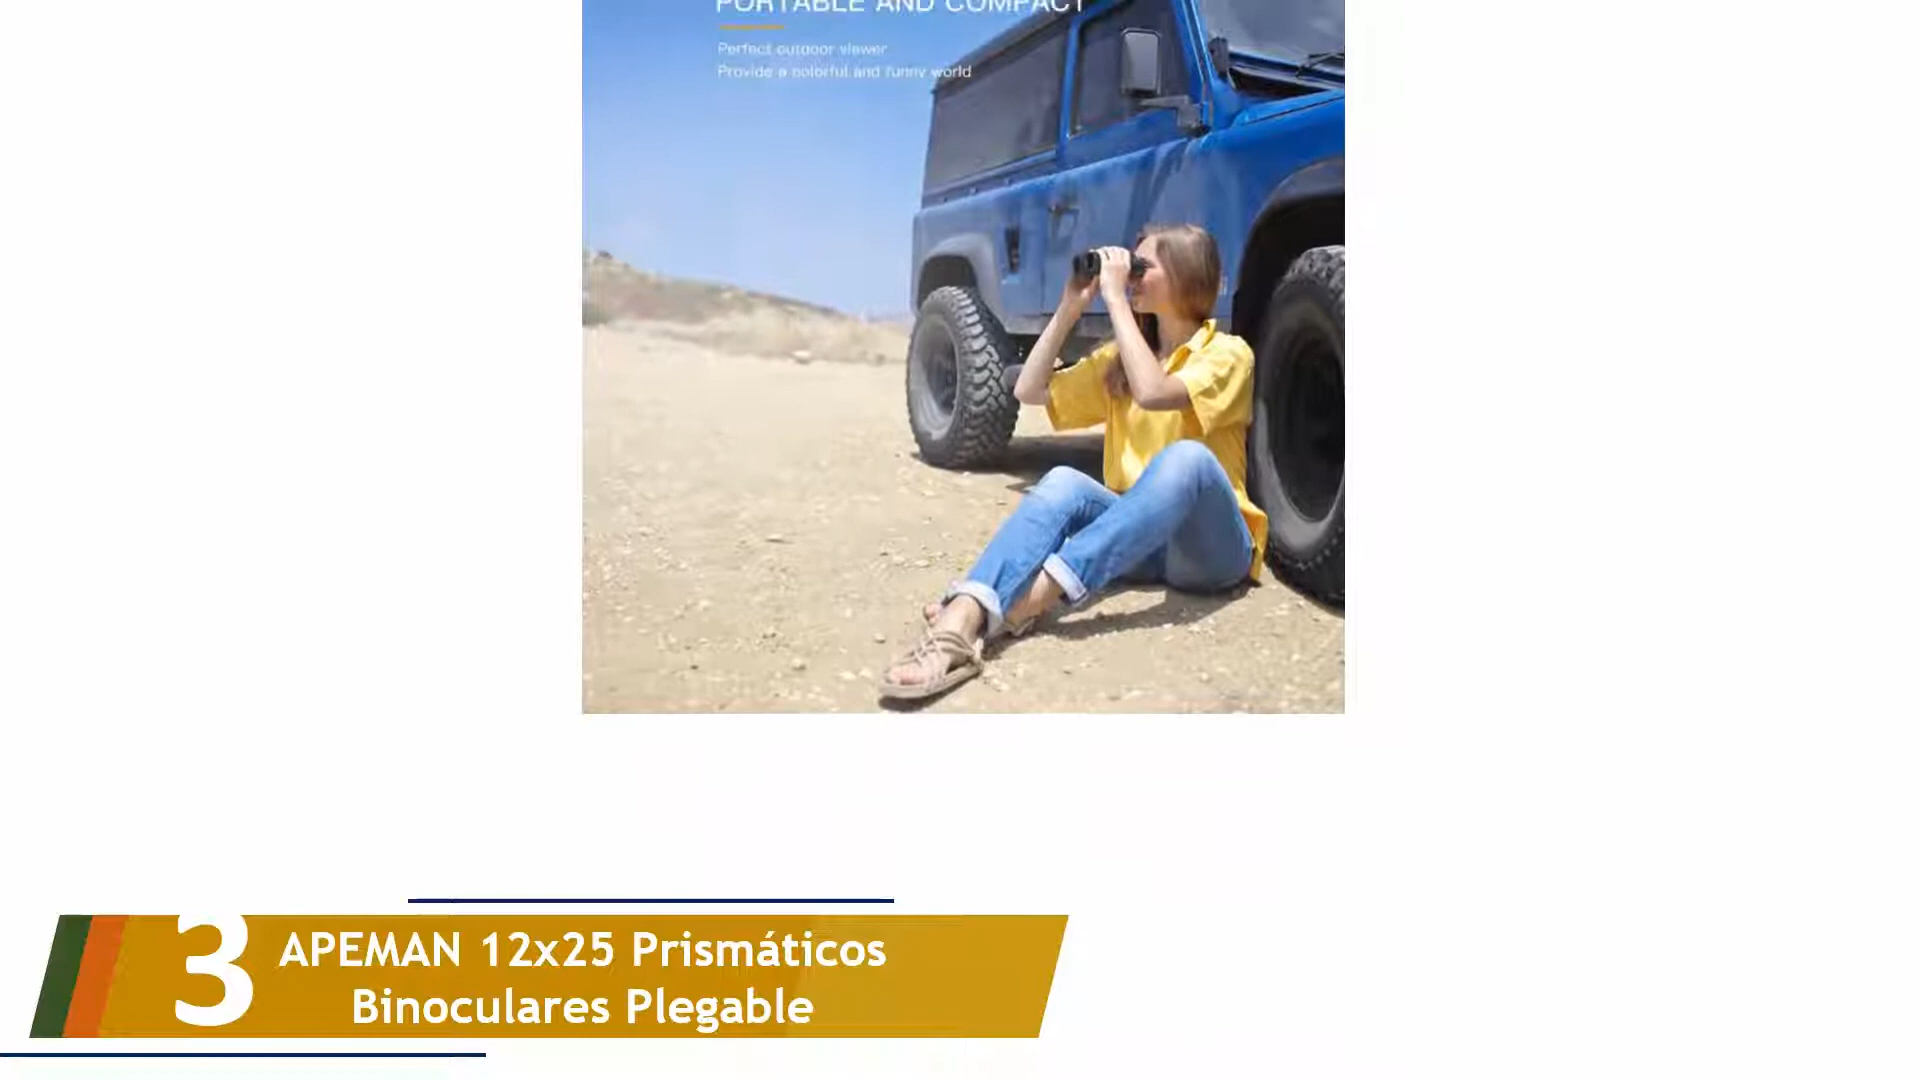 PORTABLE AND COMPACT
Perfect outdoor viewer
Provide a colorful and funny world
3
APEMAN 12x25 Prismáticos
Binoculares Plegable